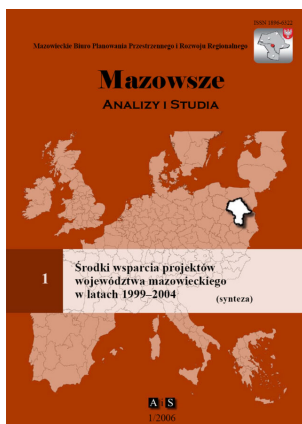 ISSN 1896-6322
Mazowieckie Biuro Planowania Przestrzennego i Rozwoju Regionalnego
Mazowsze
ANALIZY I STUDIA
1
Środki wsparcia projektów
województwa mazowieckiego
w latach 1999–2004
(synteza)
A i S
1/2006